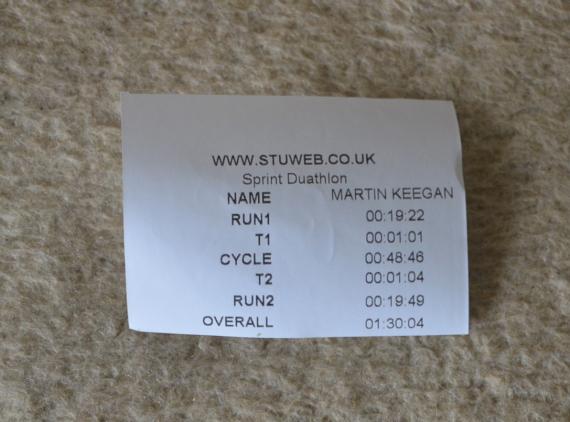 WWW.STUWEB.CO.UK
Sprint Duathlon
NAME MARTIN KEEGAN
RUN1 00:19:22
T1 00:01:01
CYCLE 00:48:46
T2 00:01:04
RUN2 00:19:49
OVERALL 01:30:04